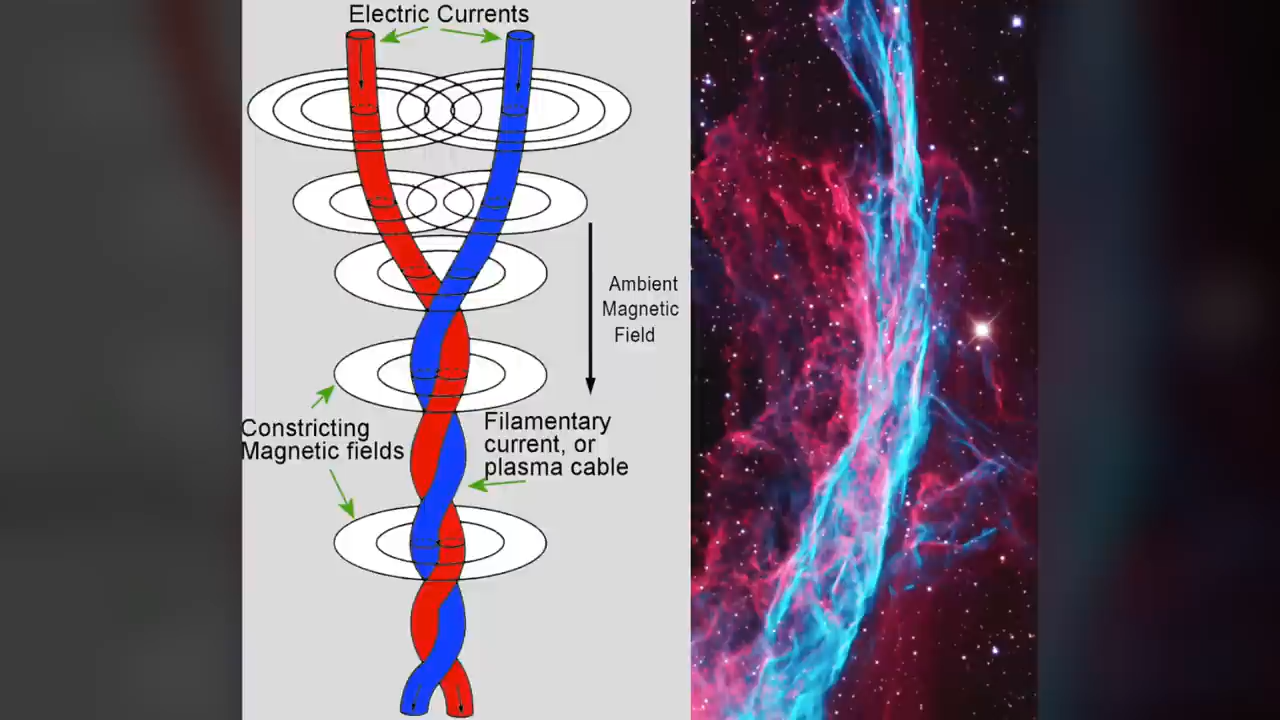 Electric Currents
Ambient
Magnetic
Field
Constricting
Magnetic fields
Filamentary
current, or
plasma cable